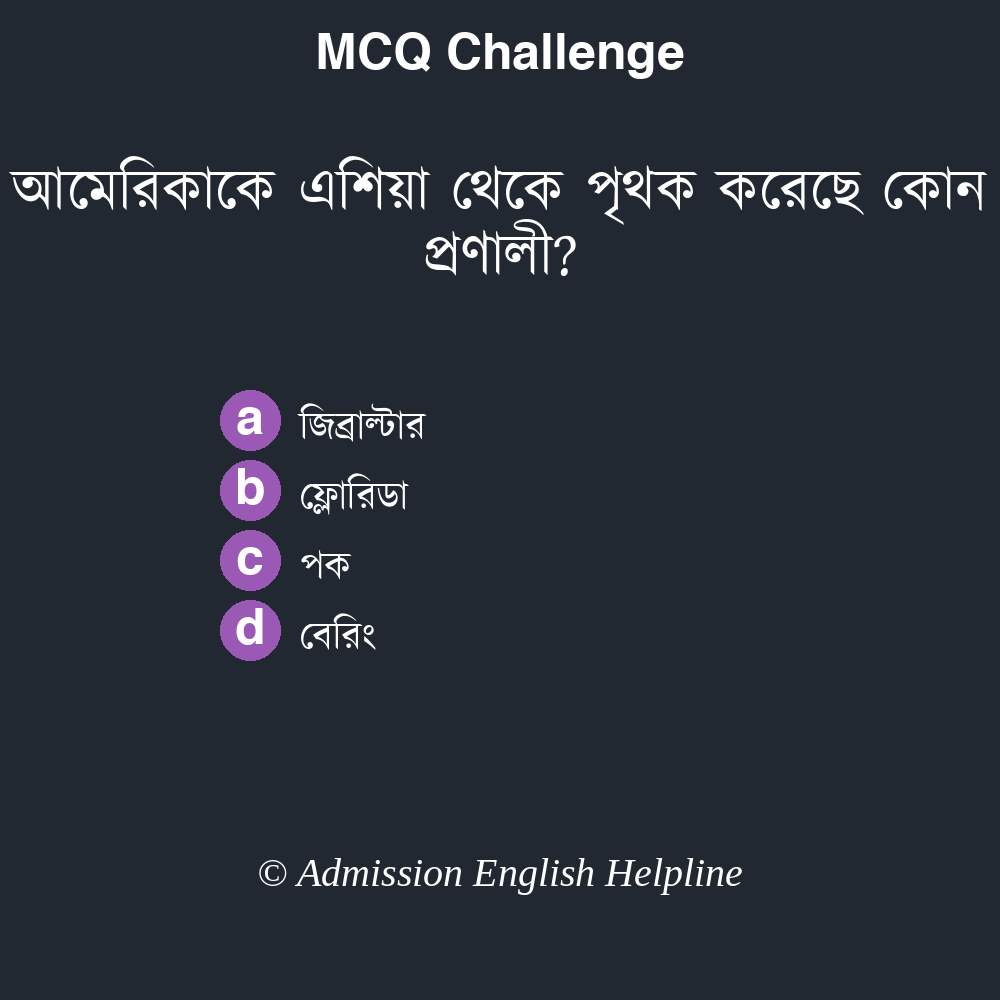 MCQ Challenge
আমেরিকাকে এশিয়া থেকে পৃথক করেছে কোন
প্রণালী?
a জিব্রাল্টার
b ফ্লোরিডা
c পক
d বেরিং
© Admission English Helpline